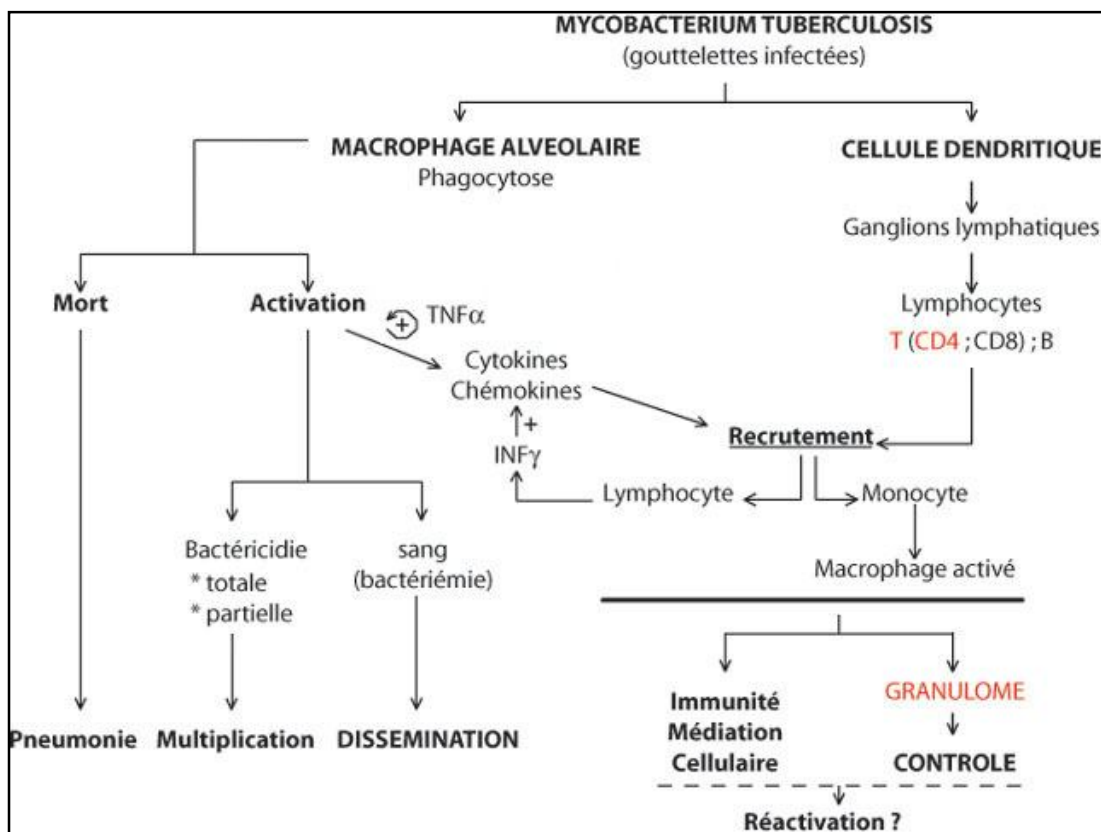 MYCOBACTERIUM TUBERCULOSIS
(gouttelettes infectées)
MACROPHAGE ALVEOLAIRE
Phagocytose
CELLULE DENDRITIQUE
Ganglions lymphatiques
Lymphocytes
T (CD4 ; CD8) ; B
Mort
Activation
+ TNFα
Cytokines
Chémokines
+
INFγ
Recrutement
Lymphocyte
Monocyte
Macrophage activé
Bactéricidie
* totale
* partielle
sang
(bactériémie)
Pneumonie
Multiplication
DISSEMINATION
Immunité
Médiation
Cellulaire
GRANULOME
CONTROLE
Réactivation ?